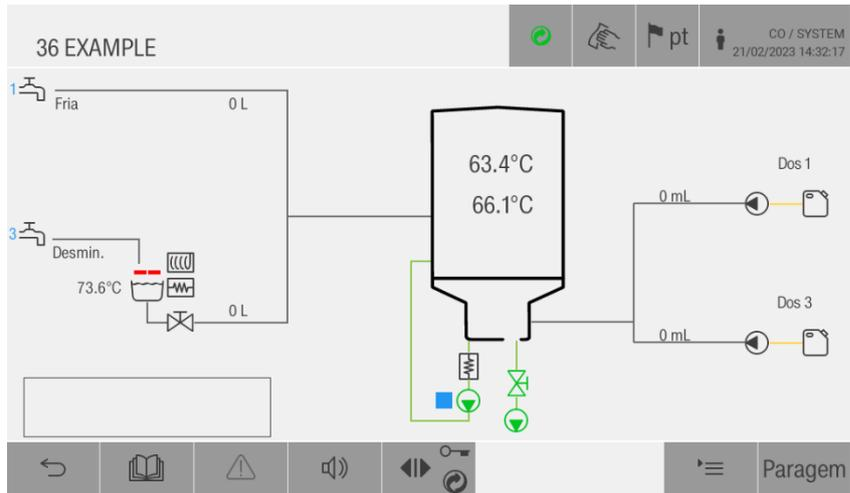 36 EXAMPLE
pt
CO / SYSTEM
21/02/2023 14:32:17
1
Fria
0 L
63.4°C
66.1°C
Dos 1
0 mL
3
Desmin.
73.6°C
0 L
Dos 3
0 mL
Paragem